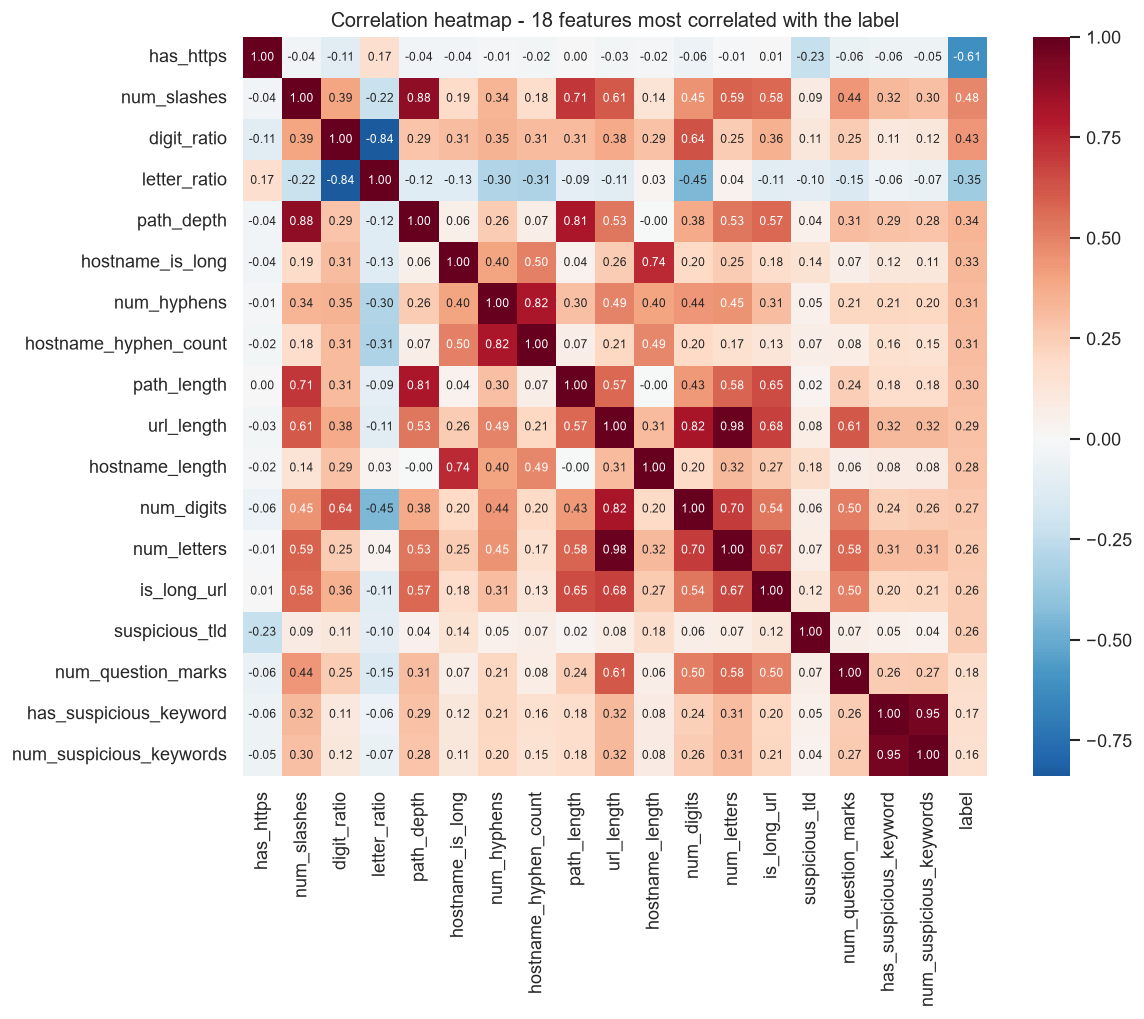 Correlation heatmap - 18 features most correlated with the label
has_https 1.00 -0.04 -0.11 0.17 -0.04 -0.04 -0.01 -0.02 0.00 -0.03 -0.02 -0.06 -0.01 0.01 -0.23 -0.06 -0.06 -0.05 -0.61
num_slashes -0.04 1.00 0.39 -0.22 0.88 0.19 0.34 0.18 0.71 0.61 0.14 0.45 0.59 0.58 0.09 0.44 0.32 0.30 0.48
digit_ratio -0.11 0.39 1.00 -0.84 0.29 0.31 0.35 0.31 0.31 0.38 0.29 0.64 0.25 0.36 0.11 0.25 0.11 0.12 0.43
letter_ratio 0.17 -0.22 -0.84 1.00 -0.12 -0.13 -0.30 -0.31 -0.09 -0.11 0.03 -0.45 0.04 -0.11 -0.10 -0.15 -0.06 -0.07 -0.35
path_depth -0.04 0.88 0.29 -0.12 1.00 0.06 0.26 0.07 0.81 0.53 -0.00 0.38 0.53 0.57 0.04 0.31 0.29 0.28 0.34
hostname_is_long -0.04 0.19 0.31 -0.13 0.06 1.00 0.40 0.50 0.04 0.26 0.74 0.20 0.25 0.18 0.14 0.07 0.12 0.11 0.33
num_hyphens -0.01 0.34 0.35 -0.30 0.26 0.40 1.00 0.82 0.30 0.49 0.40 0.44 0.45 0.31 0.05 0.21 0.21 0.20 0.31
hostname_hyphen_count -0.02 0.18 0.31 -0.31 0.07 0.50 0.82 1.00 0.07 0.21 0.49 0.20 0.17 0.13 0.07 0.08 0.16 0.15 0.31
path_length 0.00 0.71 0.31 -0.09 0.81 0.04 0.30 0.07 1.00 0.57 -0.00 0.43 0.58 0.65 0.02 0.24 0.18 0.18 0.30
url_length -0.03 0.61 0.38 -0.11 0.53 0.26 0.49 0.21 0.57 1.00 0.31 0.82 0.98 0.68 0.08 0.61 0.32 0.32 0.29
hostname_length -0.02 0.14 0.29 0.03 -0.00 0.74 0.40 0.49 -0.00 0.31 1.00 0.20 0.32 0.27 0.18 0.06 0.08 0.08 0.28
num_digits -0.06 0.45 0.64 -0.45 0.38 0.20 0.44 0.20 0.43 0.82 0.20 1.00 0.70 0.54 0.06 0.50 0.24 0.26 0.27
num_letters -0.01 0.59 0.25 0.04 0.53 0.25 0.45 0.17 0.58 0.98 0.32 0.70 1.00 0.67 0.07 0.58 0.31 0.31 0.26
is_long_url 0.01 0.58 0.36 -0.11 0.57 0.18 0.31 0.13 0.65 0.68 0.27 0.54 0.67 1.00 0.12 0.50 0.20 0.21 0.26
suspicious_tld -0.23 0.09 0.11 -0.10 0.04 0.14 0.05 0.07 0.02 0.08 0.18 0.06 0.07 0.12 1.00 0.07 0.05 0.04 0.26
num_question_marks -0.06 0.44 0.25 -0.15 0.31 0.07 0.21 0.08 0.24 0.61 0.06 0.50 0.58 0.50 0.07 1.00 0.26 0.27 0.18
has_suspicious_keyword -0.06 0.32 0.11 -0.06 0.29 0.12 0.21 0.16 0.18 0.32 0.08 0.24 0.31 0.20 0.05 0.26 1.00 0.95 0.17
num_suspicious_keywords -0.05 0.30 0.12 -0.07 0.28 0.11 0.20 0.15 0.18 0.32 0.08 0.26 0.31 0.21 0.04 0.27 0.95 1.00 0.16
has_https
num_slashes
digit_ratio
letter_ratio
path_depth
hostname_is_long
num_hyphens
hostname_hyphen_count
path_length
url_length
hostname_length
num_digits
num_letters
is_long_url
suspicious_tld
num_question_marks
has_suspicious_keyword
num_suspicious_keywords
label
1.00
0.75
0.50
0.25
0.00
−0.25
−0.50
−0.75